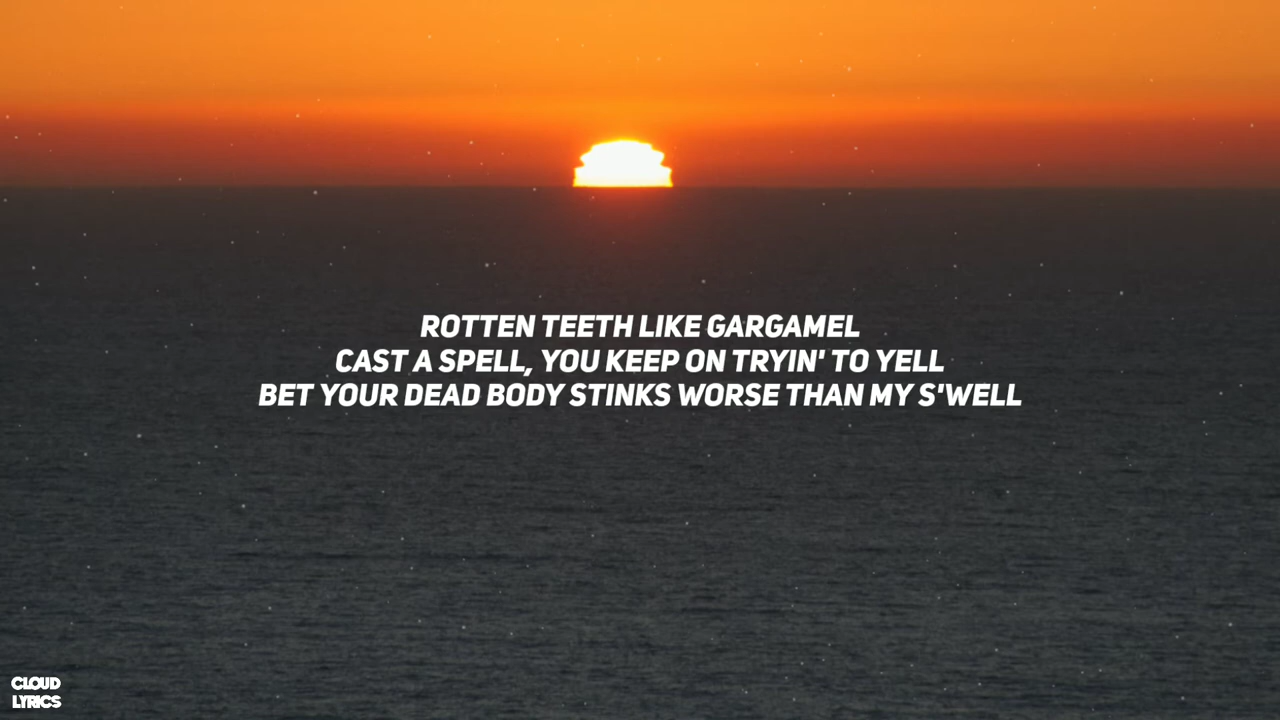 ROTTEN TEETH LIKE GARGAMEL
CAST A SPELL, YOU KEEP ON TRYIN' TO YELL
BET YOUR DEAD BODY STINKS WORSE THAN MY S'WELL
CLOUD
LYRICS